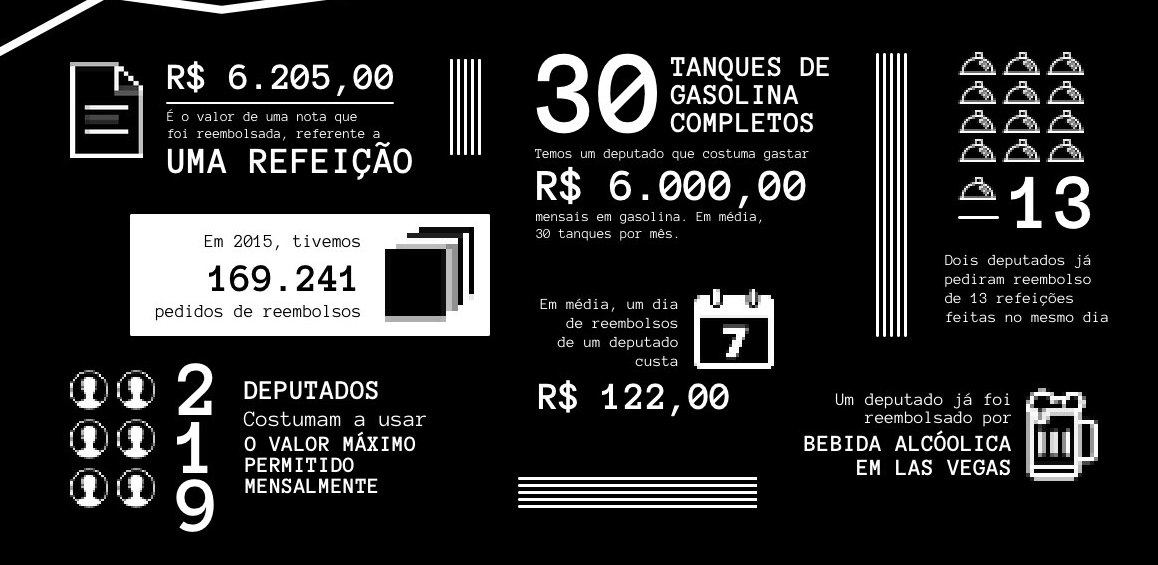 R$ 6.205,00
É o valor de uma nota que
foi reembolsada, referente a
UMA REFEIÇÃO
Em 2015, tivemos
169.241
pedidos de reembolsos
2
1
9
DEPUTADOS
Costumam a usar
O VALOR MÁXIMO
PERMITIDO
MENSALMENTE
30
TANQUES DE
GASOLINA
COMPLETOS
Temos um deputado que costuma gastar
R$ 6.000,00
mensais em gasolina. Em média,
30 tanques por mês.
Em média, um dia
de reembolsos
de um deputado
custa
7
R$ 122,00
13
Dois deputados já
pediram reembolso
de 13 refeições
feitas no mesmo dia
Um deputado já foi
reembolsado por
BEBIDA ALCÓOLICA
EM LAS VEGAS